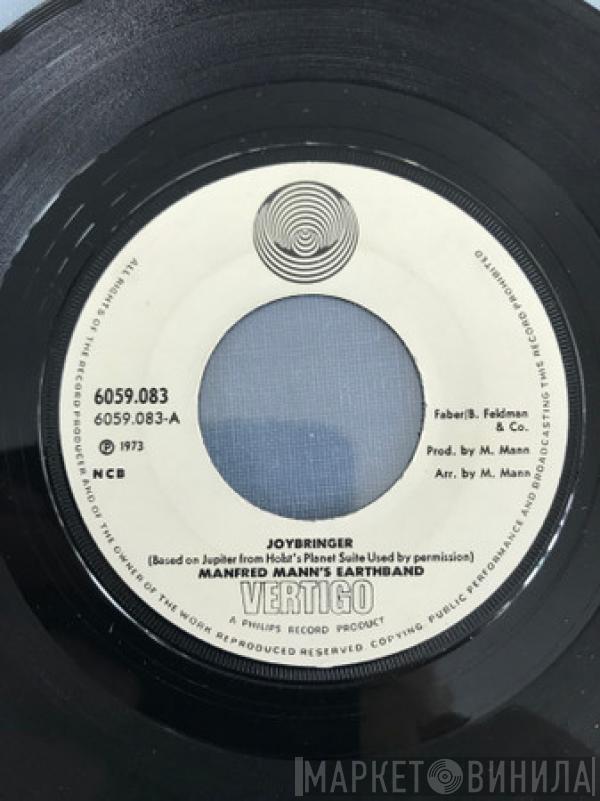 6059.083
6059.083-A
℗ 1973
NCB
Faber/B. Feldman
& Co.
Prod. by M. Mann
Arr. by M. Mann
JOYBRINGER
(Based on Jupiter from Holst's Planet Suite Used by permission)
MANFRED MANN'S EARTHBAND
VERTIGO
A PHILIPS RECORD PRODUCT
ALL RIGHTS OF THE RECORD PRODUCER AND OF THE OWNER OF THE WORK REPRODUCED RESERVED. COPYING, PUBLIC PERFORMANCE AND BROADCASTING THIS RECORD PROHIBITED
МАРКЕТ ВИНИЛА